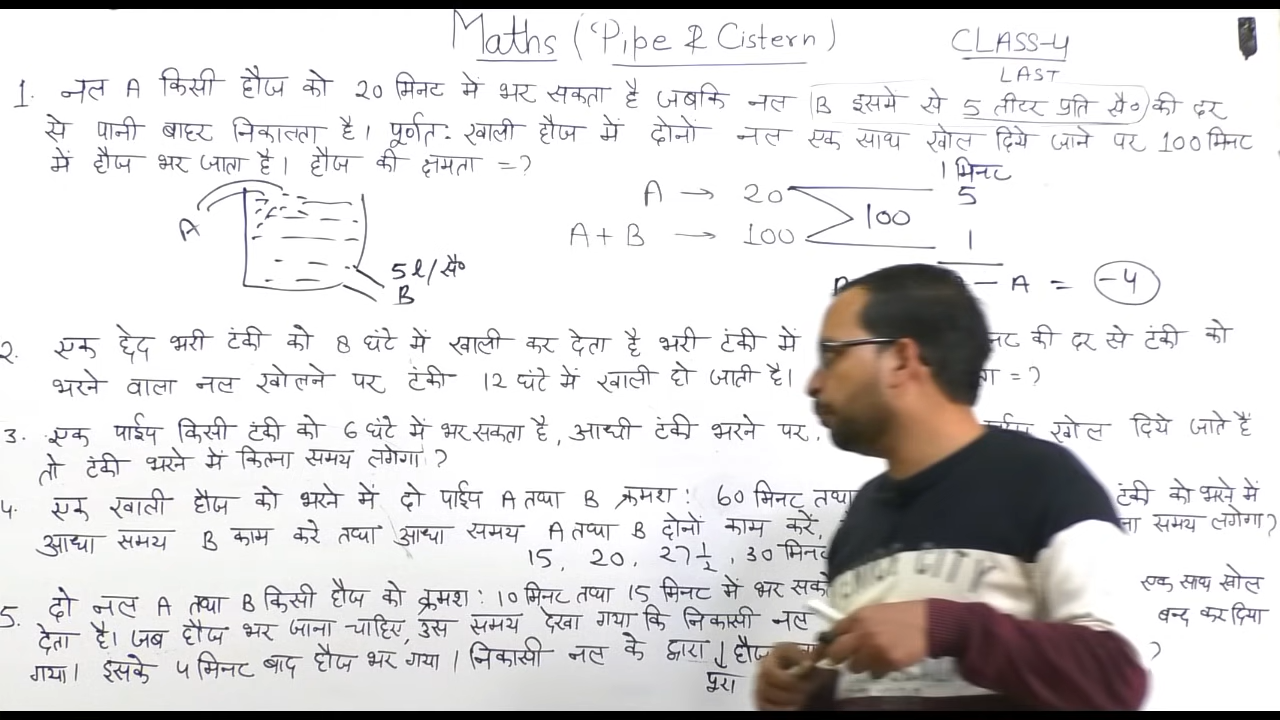 Maths (Pipe & Cistern)
CLASS-4
LAST
1. नल A किसी हौज को 20 मिनट में भर सकता है जबकि नल B इसमें से 5 लीटर प्रति सै० की दर
से पानी बाहर निकालता है। पूर्णतः खाली हौज में दोनों नल एक साथ खोल दिये जाने पर 100 मिनट
में हौज भर जाता है। हौज की क्षमता = ?
1 मिनट
A → 20 5
100
A+B → 100 1
- A = -4
A
5 l/सै०
B
2. एक छेद भरी टंकी को 8 घंटे में खाली कर देता है भरी टंकी में की दर से टंकी को
भरने वाला नल खोलने पर टंकी 12 घंटे में खाली हो जाती है। = ?
3. एक पाईप किसी टंकी को 6 घंटे में भर सकता है, आधी टंकी भरने पर खोल दिये जाते हैं
तो टंकी भरने में कितना समय लगेगा ?
4. एक खाली हौज को भरने में दो पाईप A तथा B क्रमश: 60 मिनट तथा टंकी को भरने में
आधा समय B काम करे तथा आधा समय A तथा B दोनों काम करें, समय लगेगा?
15, 20, 27 1/2, 30 मिनट
5. दो नल A तथा B किसी हौज को क्रमश: 10 मिनट तथा 15 मिनट में भर सकते एक साथ खोल
देता है। जब हौज भर जाना चाहिए, उस समय देखा गया कि निकासी नल बन्द कर दिया
गया। इसके 4 मिनट बाद हौज भर गया। निकासी नल के द्वारा ↓ हौज ?
पूरा